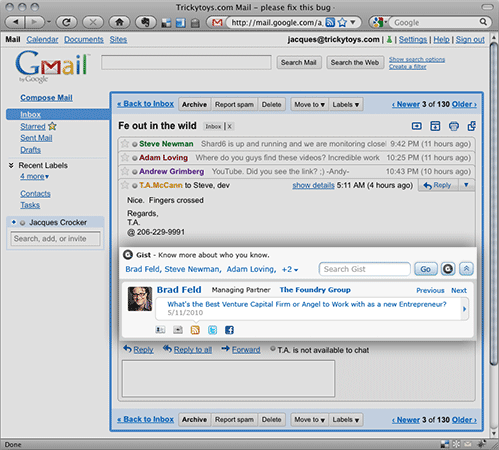 Trickytoys.com Mail - please fix this bug -
http://mail.google.com/a, Google
Mail Calendar Documents Sites jacques@trickytoys.com | Settings | Help | Sign out
GMail by Google Search Mail Search the Web Show search options
Create a filter
Compose Mail
Inbox
Starred
Sent Mail
Drafts
Recent Labels
4 more▼
Contacts
Tasks
Jacques Crocker
Search, add, or invite
« Back to Inbox Archive Report spam Delete Move to ▼ Labels ▼ ‹ Newer 3 of 130 Older ›
Fe out in the wild Inbox X
Steve Newman Shard6 is up and running and we are monitoring closel 9:42 PM (11 hours ago)
Adam Loving Where do you guys find these videos? Incredible work 10:25 PM (11 hours ago)
Andrew Grimberg YouTube. Did you see the link? ;) -Andy- 10:43 PM (10 hours ago)
T.A.McCann to Steve, dev show details 5:11 AM (4 hours ago) Reply
Nice. Fingers crossed
Regards,
T.A.
@ 206-229-9991
Gist - Know more about who you know.
Brad Feld, Steve Newman, Adam Loving, +2 Search Gist Go
Brad Feld Managing Partner The Foundry Group Previous Next
What's the Best Venture Capital Firm or Angel to Work with as a new Entrepreneur?
5/11/2010
Reply Reply to all Forward T.A. is not available to chat
« Back to Inbox Archive Report spam Delete Move to ▼ Labels ▼ ‹ Newer 3 of 130 Older ›
Done